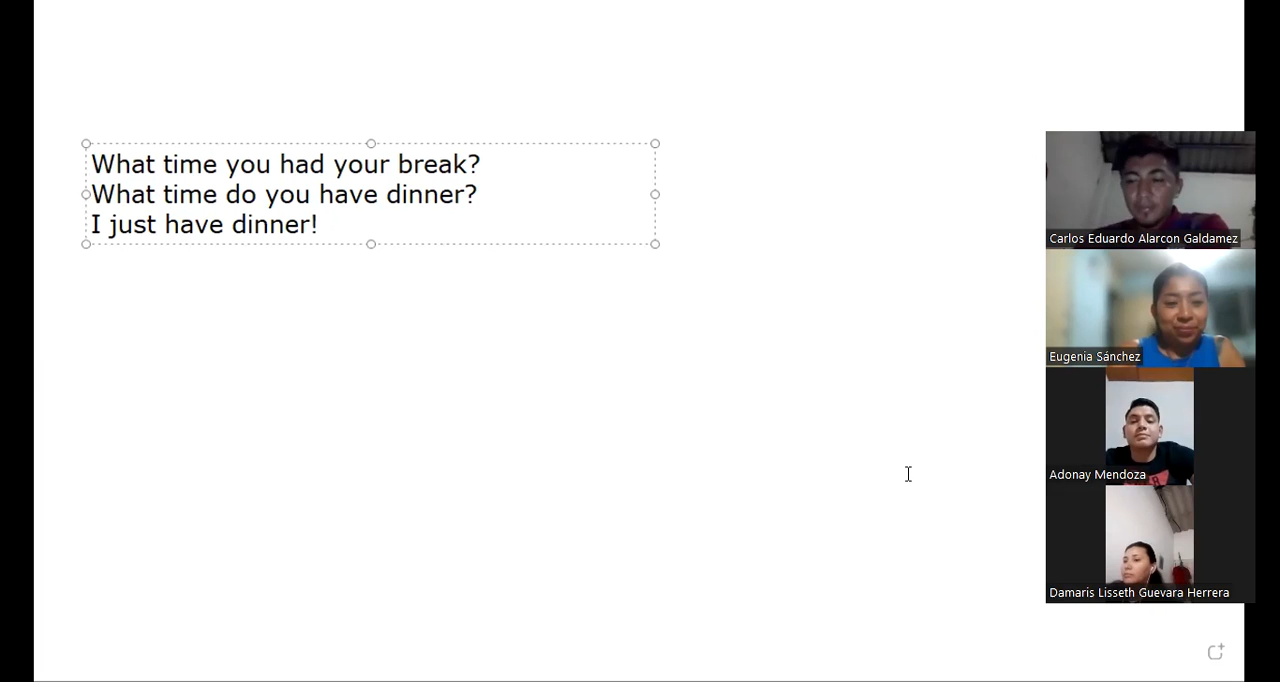 What time you had your break?
What time do you have dinner?
I just have dinner!
Carlos Eduardo Alarcon Galdamez
Eugenia Sánchez
Adonay Mendoza
Damaris Lisseth Guevara Herrera